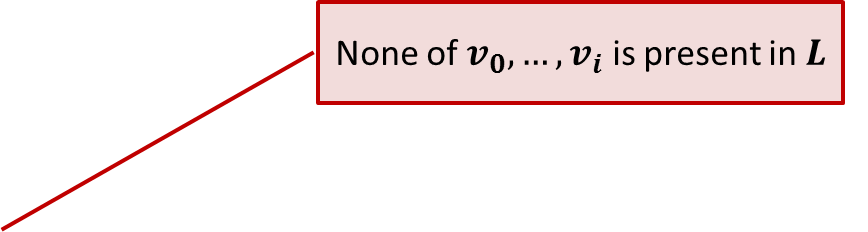 None of v₀, ..., vᵢ is present in L